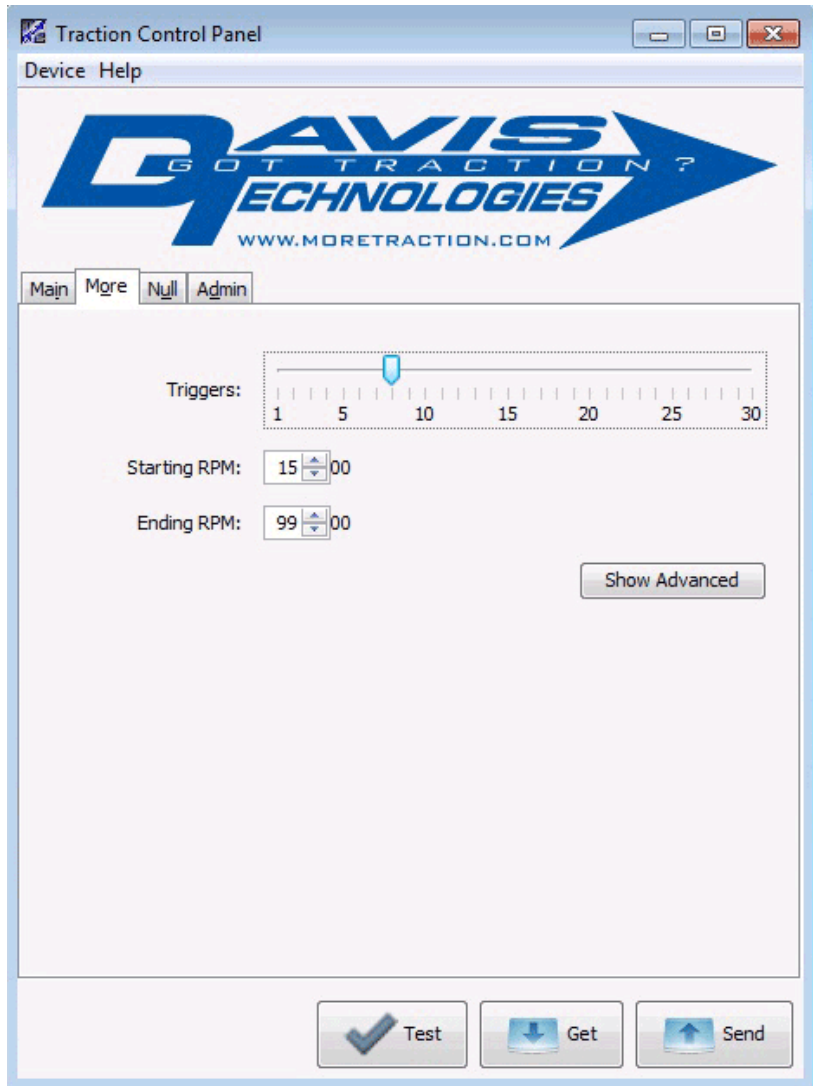 Traction Control Panel
Device Help
DAVIS
GOT TRACTION?
TECHNOLOGIES
WWW.MORETRACTION.COM
Main More Null Admin
Triggers:
1 5 10 15 20 25 30
Starting RPM: 15 00
Ending RPM: 99 00
Show Advanced
Test Get Send